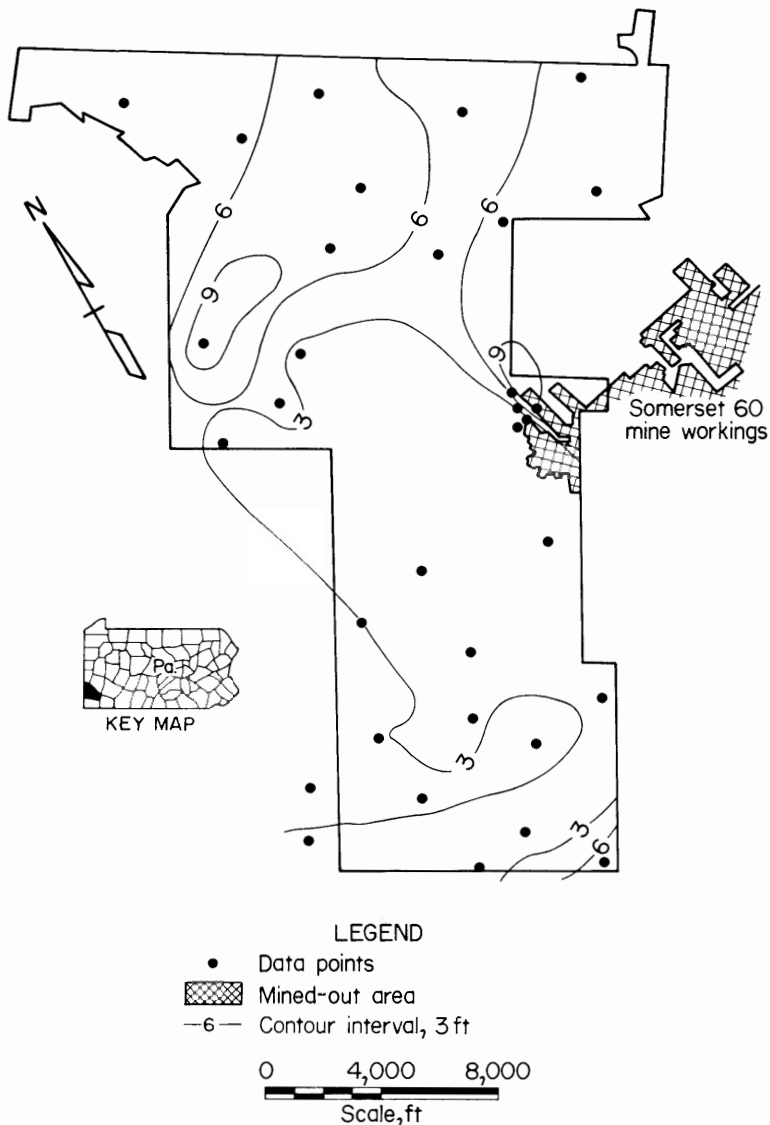 6
6
6
N
9
9
3
Somerset 60
mine workings
Pa.
KEY MAP
3
3
6
LEGEND
Data points
Mined-out area
—6— Contour interval, 3 ft
0 4,000 8,000
Scale, ft